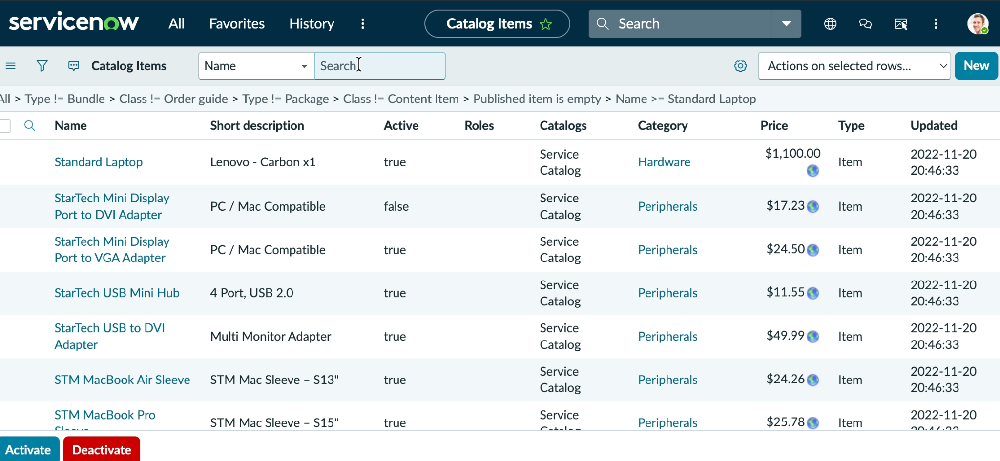 servicenow All Favorites History Catalog Items Search
Catalog Items Name Search Actions on selected rows... New
All > Type != Bundle > Class != Order guide > Type != Package > Class != Content Item > Published item is empty > Name >= Standard Laptop
Name Short description Active Roles Catalogs Category Price Type Updated
Standard Laptop Lenovo - Carbon x1 true Service Catalog Hardware $1,100.00 Item 2022-11-20 20:46:33
StarTech Mini Display Port to DVI Adapter PC / Mac Compatible false Service Catalog Peripherals $17.23 Item 2022-11-20 20:46:33
StarTech Mini Display Port to VGA Adapter PC / Mac Compatible true Service Catalog Peripherals $24.50 Item 2022-11-20 20:46:33
StarTech USB Mini Hub 4 Port, USB 2.0 true Service Catalog Peripherals $11.55 Item 2022-11-20 20:46:33
StarTech USB to DVI Adapter Multi Monitor Adapter true Service Catalog Peripherals $49.99 Item 2022-11-20 20:46:33
STM MacBook Air Sleeve STM Mac Sleeve – S13" true Service Catalog Peripherals $24.26 Item 2022-11-20 20:46:33
STM MacBook Pro Sleeve STM Mac Sleeve – S15" true Service Catalog Peripherals $25.78 Item 2022-11-20 20:46:33
Activate Deactivate